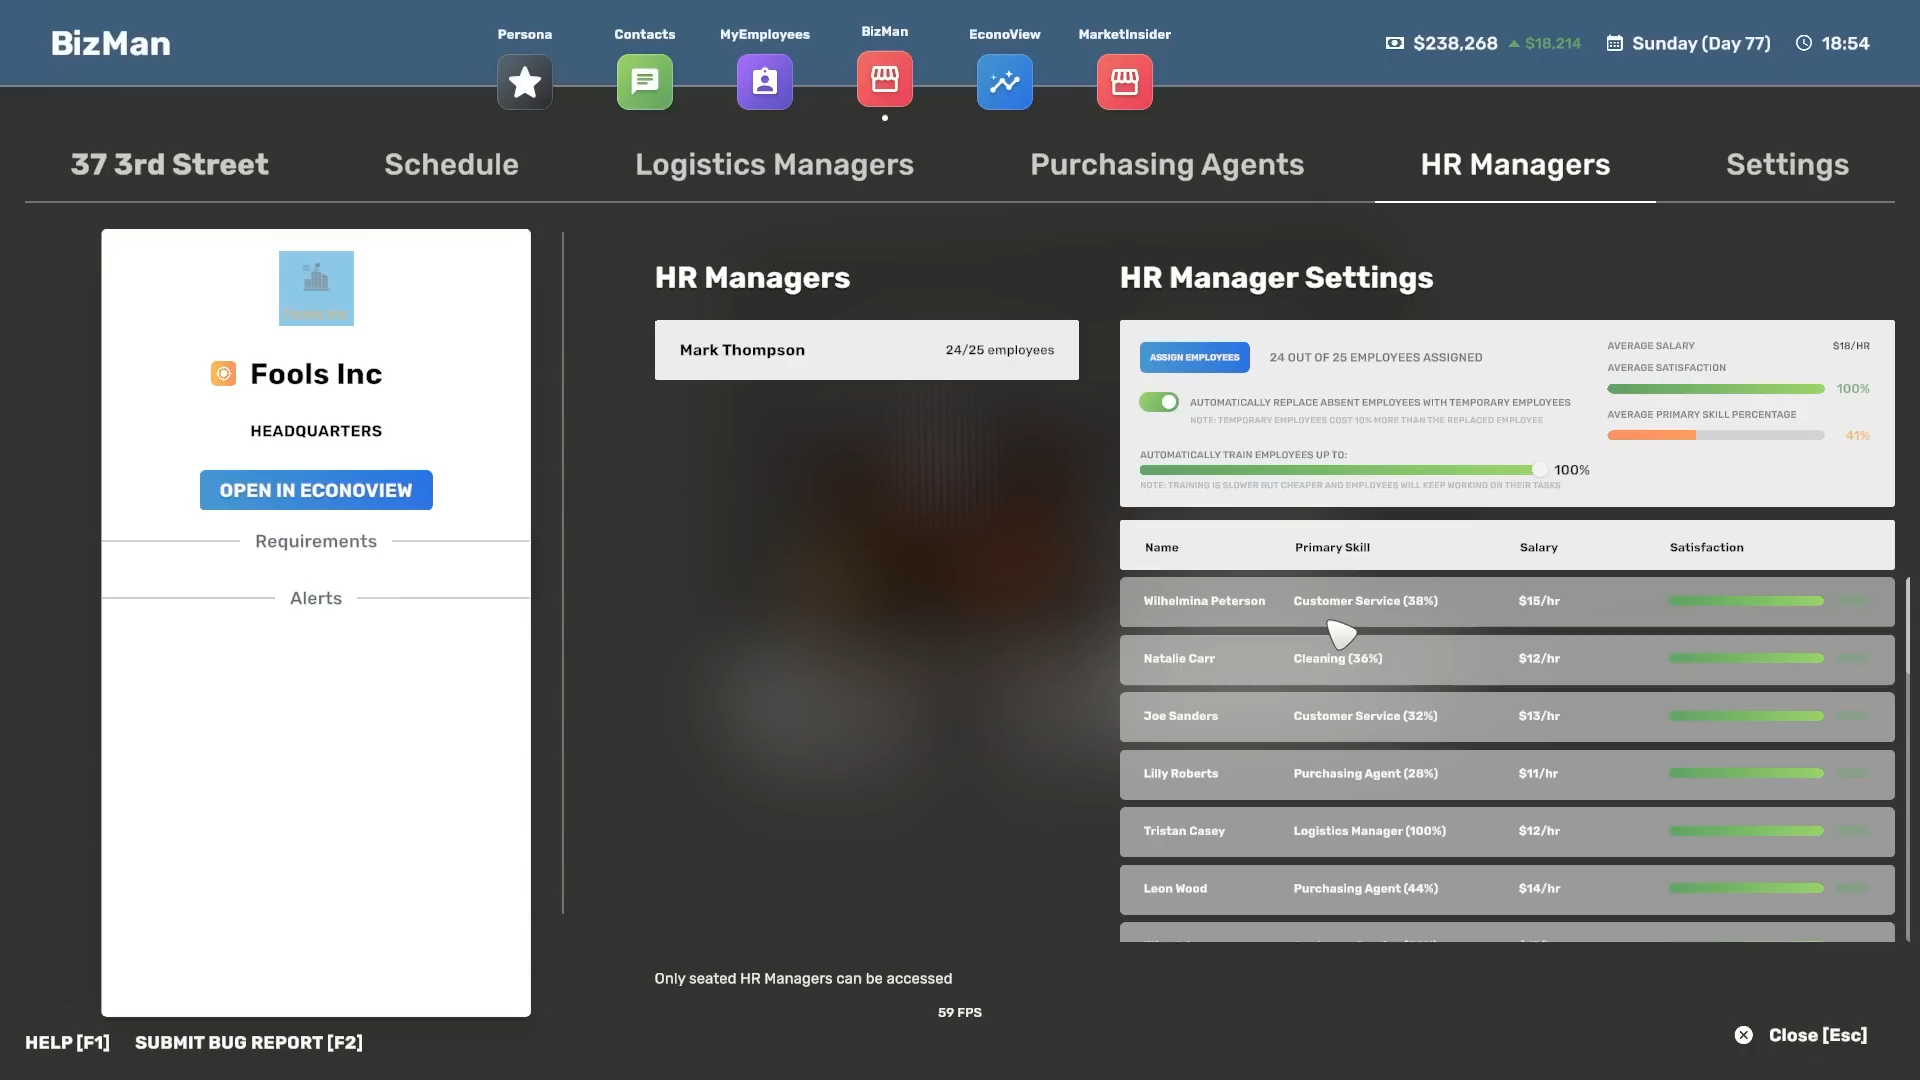 BizMan
Persona
Contacts
MyEmployees
BizMan
EconoView
MarketInsider
$238,268
$18,214
Sunday (Day 77)
18:54
37 3rd Street
Schedule
Logistics Managers
Purchasing Agents
HR Managers
Settings
Fools Inc
HEADQUARTERS
OPEN IN ECONOVIEW
Requirements
Alerts
HR Managers
Mark Thompson 24/25 employees
Only seated HR Managers can be accessed
HR Manager Settings
ASSIGN EMPLOYEES
24 OUT OF 25 EMPLOYEES ASSIGNED
AUTOMATICALLY REPLACE ABSENT EMPLOYEES WITH TEMPORARY EMPLOYEES
NOTE: TEMPORARY EMPLOYEES COST 10% MORE THAN THE REPLACED EMPLOYEE
AUTOMATICALLY TRAIN EMPLOYEES UP TO:
100%
NOTE: TRAINING IS SLOWER BUT CHEAPER AND EMPLOYEES WILL KEEP WORKING ON THEIR TASKS
AVERAGE SALARY $18/HR
AVERAGE SATISFACTION
100%
AVERAGE PRIMARY SKILL PERCENTAGE
41%
Name Primary Skill Salary Satisfaction
Wilhelmina Peterson Customer Service (38%) $15/hr
Natalie Carr Cleaning (36%) $12/hr
Joe Sanders Customer Service (32%) $13/hr
Lilly Roberts Purchasing Agent (28%) $11/hr
Tristan Casey Logistics Manager (100%) $12/hr
Leon Wood Purchasing Agent (44%) $14/hr
59 FPS
HELP [F1]
SUBMIT BUG REPORT [F2]
Close [Esc]